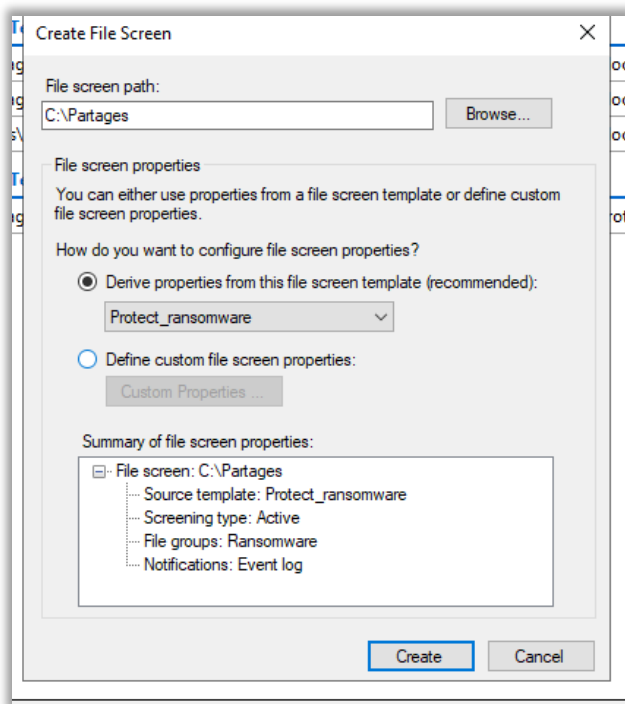 Create File Screen
File screen path:
C:\Partages
Browse...
File screen properties
You can either use properties from a file screen template or define custom
file screen properties.
How do you want to configure file screen properties?
Derive properties from this file screen template (recommended):
Protect_ransomware
Define custom file screen properties:
Custom Properties ...
Summary of file screen properties:
File screen: C:\Partages
Source template: Protect_ransomware
Screening type: Active
File groups: Ransomware
Notifications: Event log
Create
Cancel